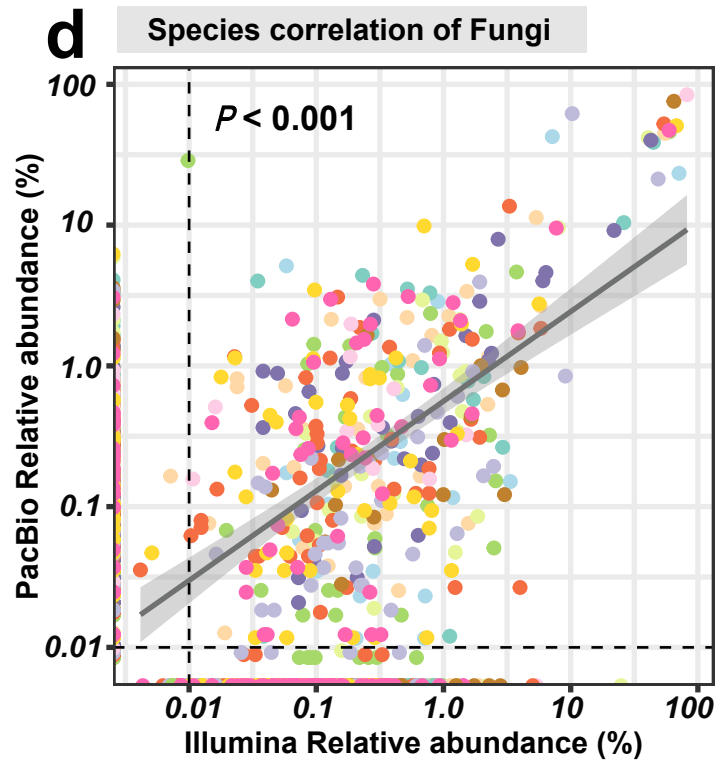 d
Species correlation of Fungi
P < 0.001
PacBio Relative abundance (%)
100
10
1.0
0.1
0.01
0.01 0.1 1.0 10 100
Illumina Relative abundance (%)